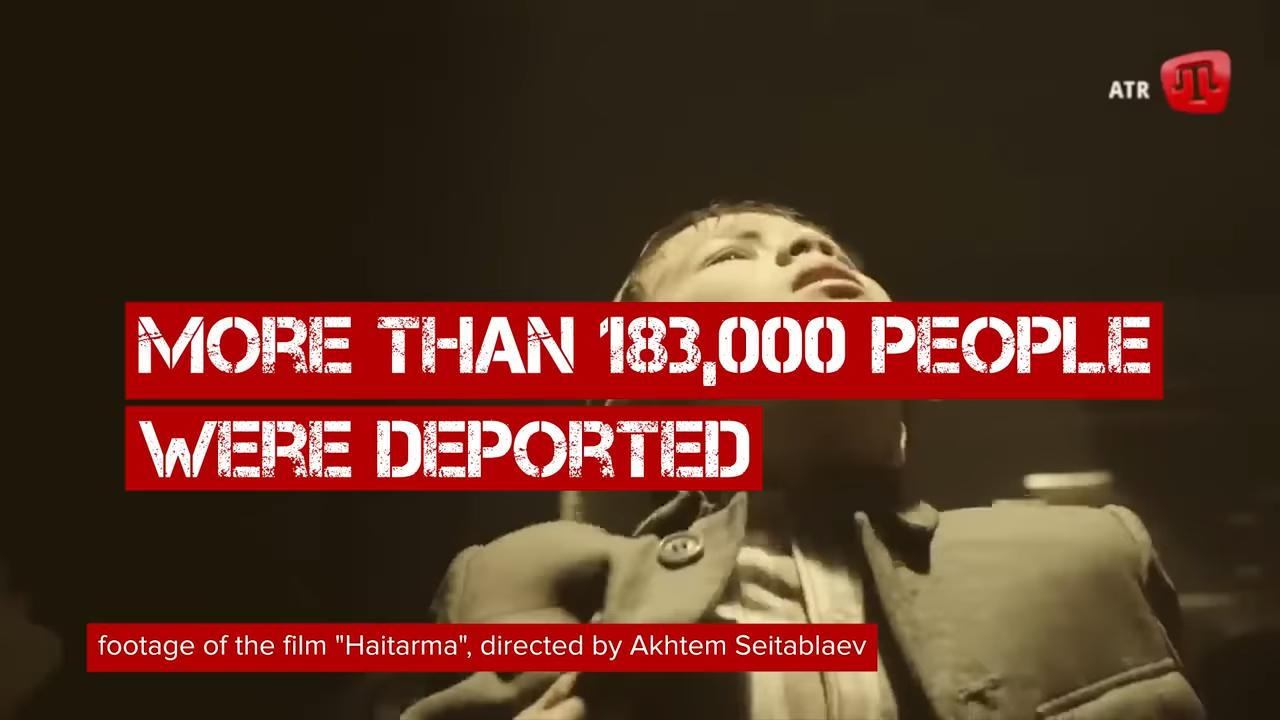 ATR
MORE THAN 183,000 PEOPLE
WERE DEPORTED
footage of the film "Haitarma", directed by Akhtem Seitablaev